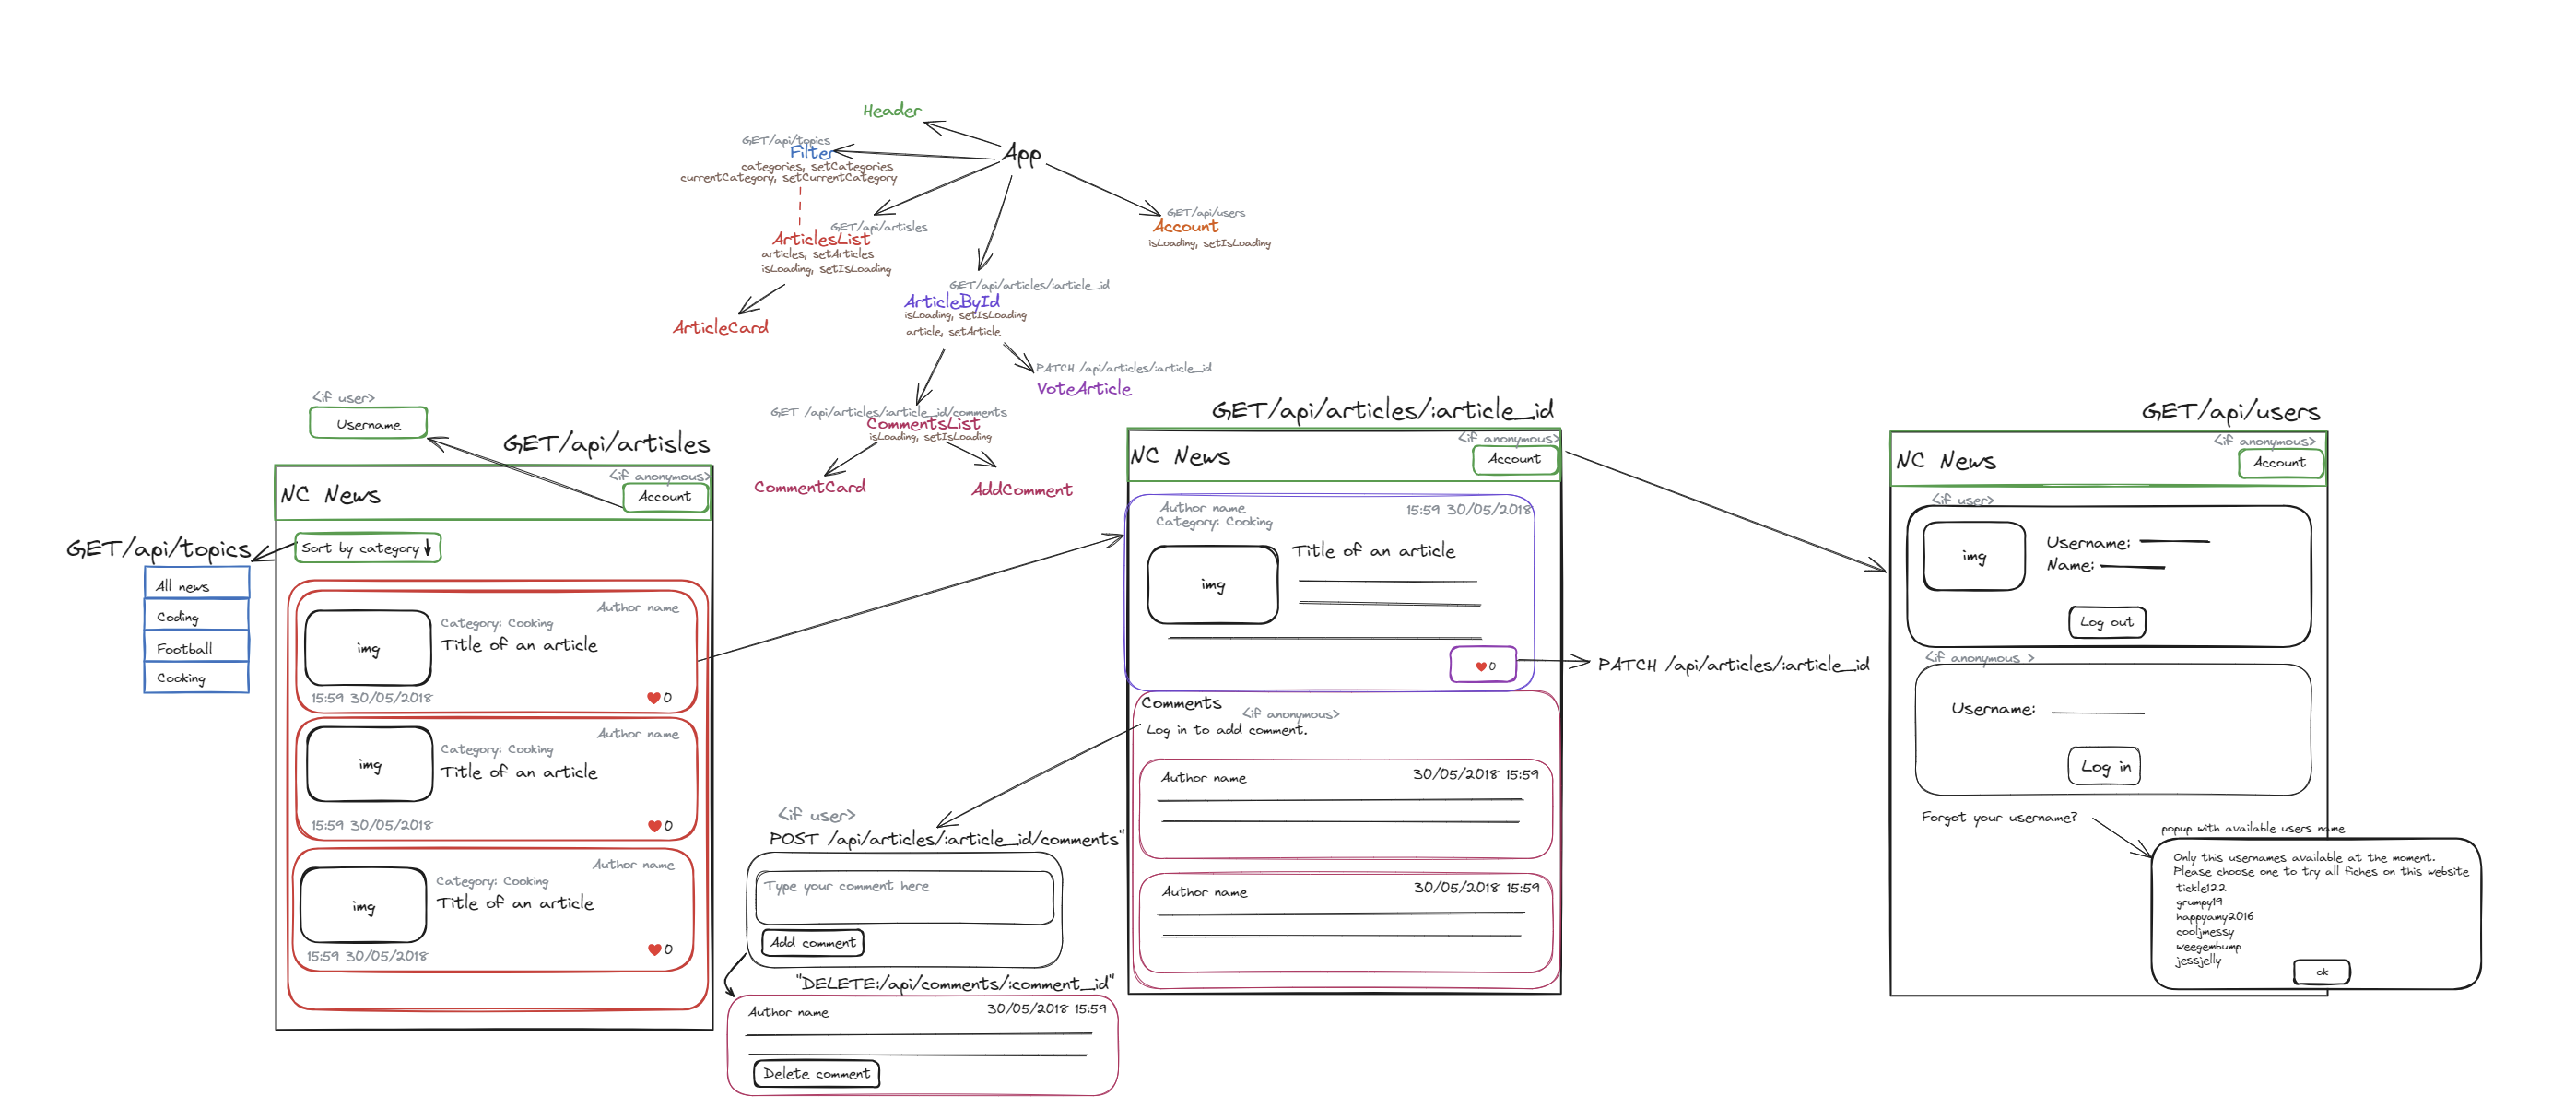 Header
App
GET/api/topics
Filter
categories, setCategories
currentCategory, setCurrentCategory
GET/api/artisles
ArticlesList
articles, setArticles
isLoading, setIsLoading
ArticleCard
GET/api/users
Account
isLoading, setIsLoading
GET/api/articles/:article_id
ArticleById
isLoading, setIsLoading
article, setArticle
PATCH /api/articles/:article_id
VoteArticle
GET /api/articles/:article_id/comments
CommentsList
isLoading, setIsLoading
CommentCard
AddComment
<if user>
Username
GET/api/artisles
<if anonymous>
NC News
Account
GET/api/topics
Sort by category
All news
Coding
Football
Cooking
Author name
Category: Cooking
img
Title of an article
15:59 30/05/2018
0
Author name
Category: Cooking
img
Title of an article
15:59 30/05/2018
0
Author name
Category: Cooking
img
Title of an article
15:59 30/05/2018
0
<if user>
POST /api/articles/:article_id/comments"
Type your comment here
Add comment
"DELETE:/api/comments/:comment_id"
Author name
30/05/2018 15:59
Delete comment
GET/api/articles/:article_id
<if anonymous>
NC News
Account
Author name
15:59 30/05/2018
Category: Cooking
Title of an article
img
0
PATCH /api/articles/:article_id
Comments
<if anonymous>
Log in to add comment.
Author name
30/05/2018 15:59
Author name
30/05/2018 15:59
GET/api/users
<if anonymous>
NC News
Account
<if user>
img
Username:
Name:
Log out
<if anonymous >
Username:
Log in
Forgot your username?
popup with available users name
Only this usernames available at the moment.
Please choose one to try all fiches on this website
tickle122
grumpy19
happyamy2016
cooljmessy
weegembump
jessjelly
ok